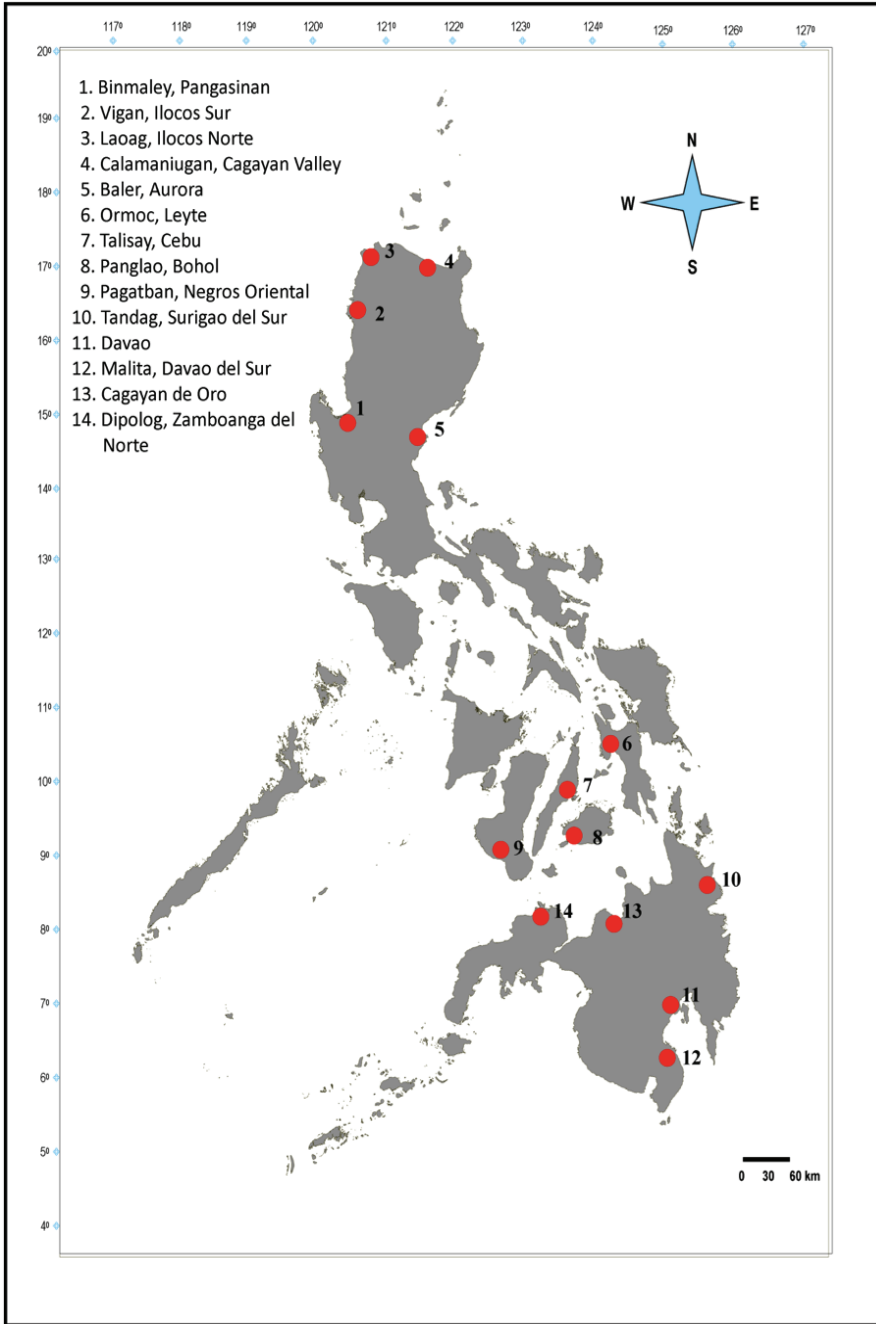 117⁰ 118⁰ 119⁰ 120⁰ 121⁰ 122⁰ 123⁰ 124⁰ 125⁰ 126⁰ 127⁰
20⁰
19⁰
18⁰
17⁰
16⁰
15⁰
14⁰
13⁰
12⁰
11⁰
10⁰
9⁰
8⁰
7⁰
6⁰
5⁰
4⁰
1. Binmaley, Pangasinan
2. Vigan, Ilocos Sur
3. Laoag, Ilocos Norte
4. Calamaniugan, Cagayan Valley
5. Baler, Aurora
6. Ormoc, Leyte
7. Talisay, Cebu
8. Panglao, Bohol
9. Pagatban, Negros Oriental
10. Tandag, Surigao del Sur
11. Davao
12. Malita, Davao del Sur
13. Cagayan de Oro
14. Dipolog, Zamboanga del
Norte
N
W E
S
3
4
2
1
5
6
7
8
9
10
14
13
11
12
0 30 60 km